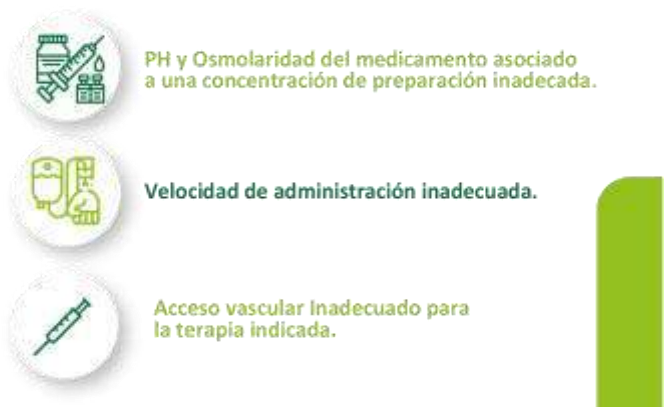 PH y Osmolaridad del medicamento asociado
a una concentración de preparación inadecada.
Velocidad de administración inadecuada.
Acceso vascular Inadecuado para
la terapia indicada.